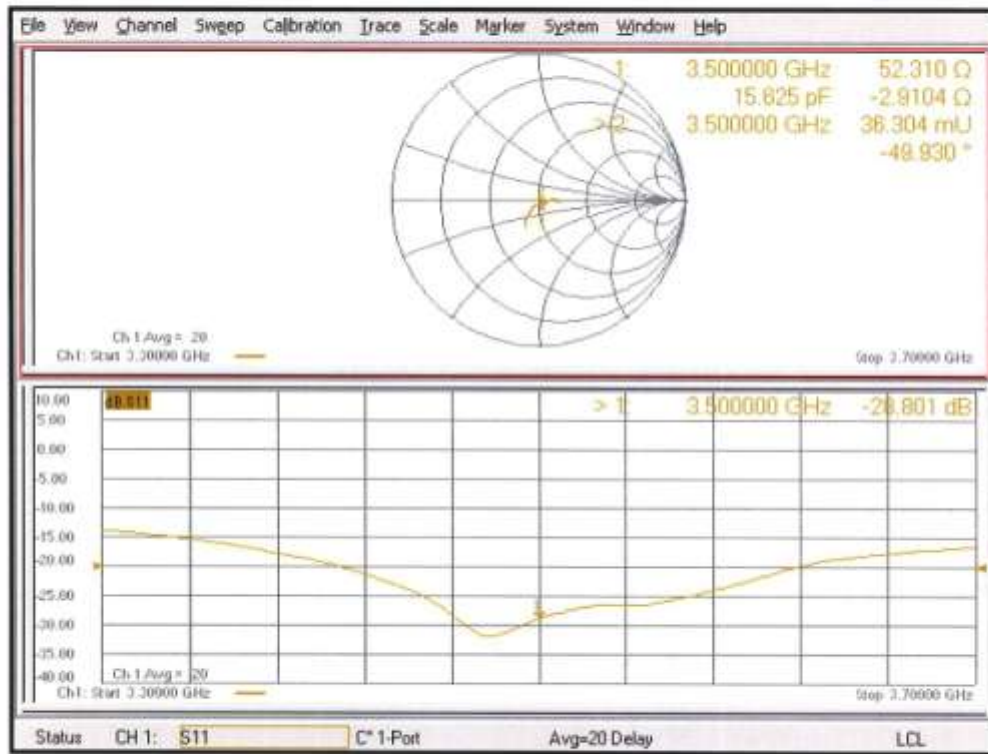 File View Channel Sweep Calibration Trace Scale Marker System Window Help
1: 3.500000 GHz 52.310 Ω
15.625 pF -2.9104 Ω
> 2: 3.500000 GHz 36.304 mU
-49.930 °
Ch 1 Avg = 20
Ch1: Start 3.30000 GHz
Stop 3.70000 GHz
10.00 dB S11
> 1: 3.500000 GHz -28.801 dB
5.00
0.00
-5.00
-10.00
-15.00
-20.00
-25.00
-30.00
-35.00
-40.00
Ch 1 Avg = 20
Ch1: Start 3.30000 GHz
Stop 3.70000 GHz
Status CH 1: S11 C* 1-Port Avg=20 Delay LCL